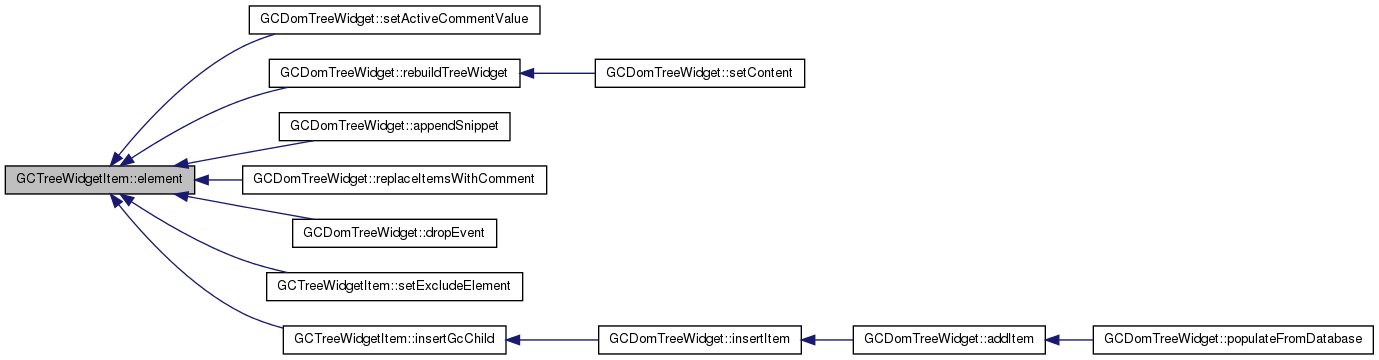 GCDomTreeWidget::setActiveCommentValue
GCDomTreeWidget::rebuildTreeWidget
GCDomTreeWidget::setContent
GCDomTreeWidget::appendSnippet
GCTreeWidgetItem::element
GCDomTreeWidget::replaceItemsWithComment
GCDomTreeWidget::dropEvent
GCTreeWidgetItem::setExcludeElement
GCTreeWidgetItem::insertGcChild
GCDomTreeWidget::insertItem
GCDomTreeWidget::addItem
GCDomTreeWidget::populateFromDatabase